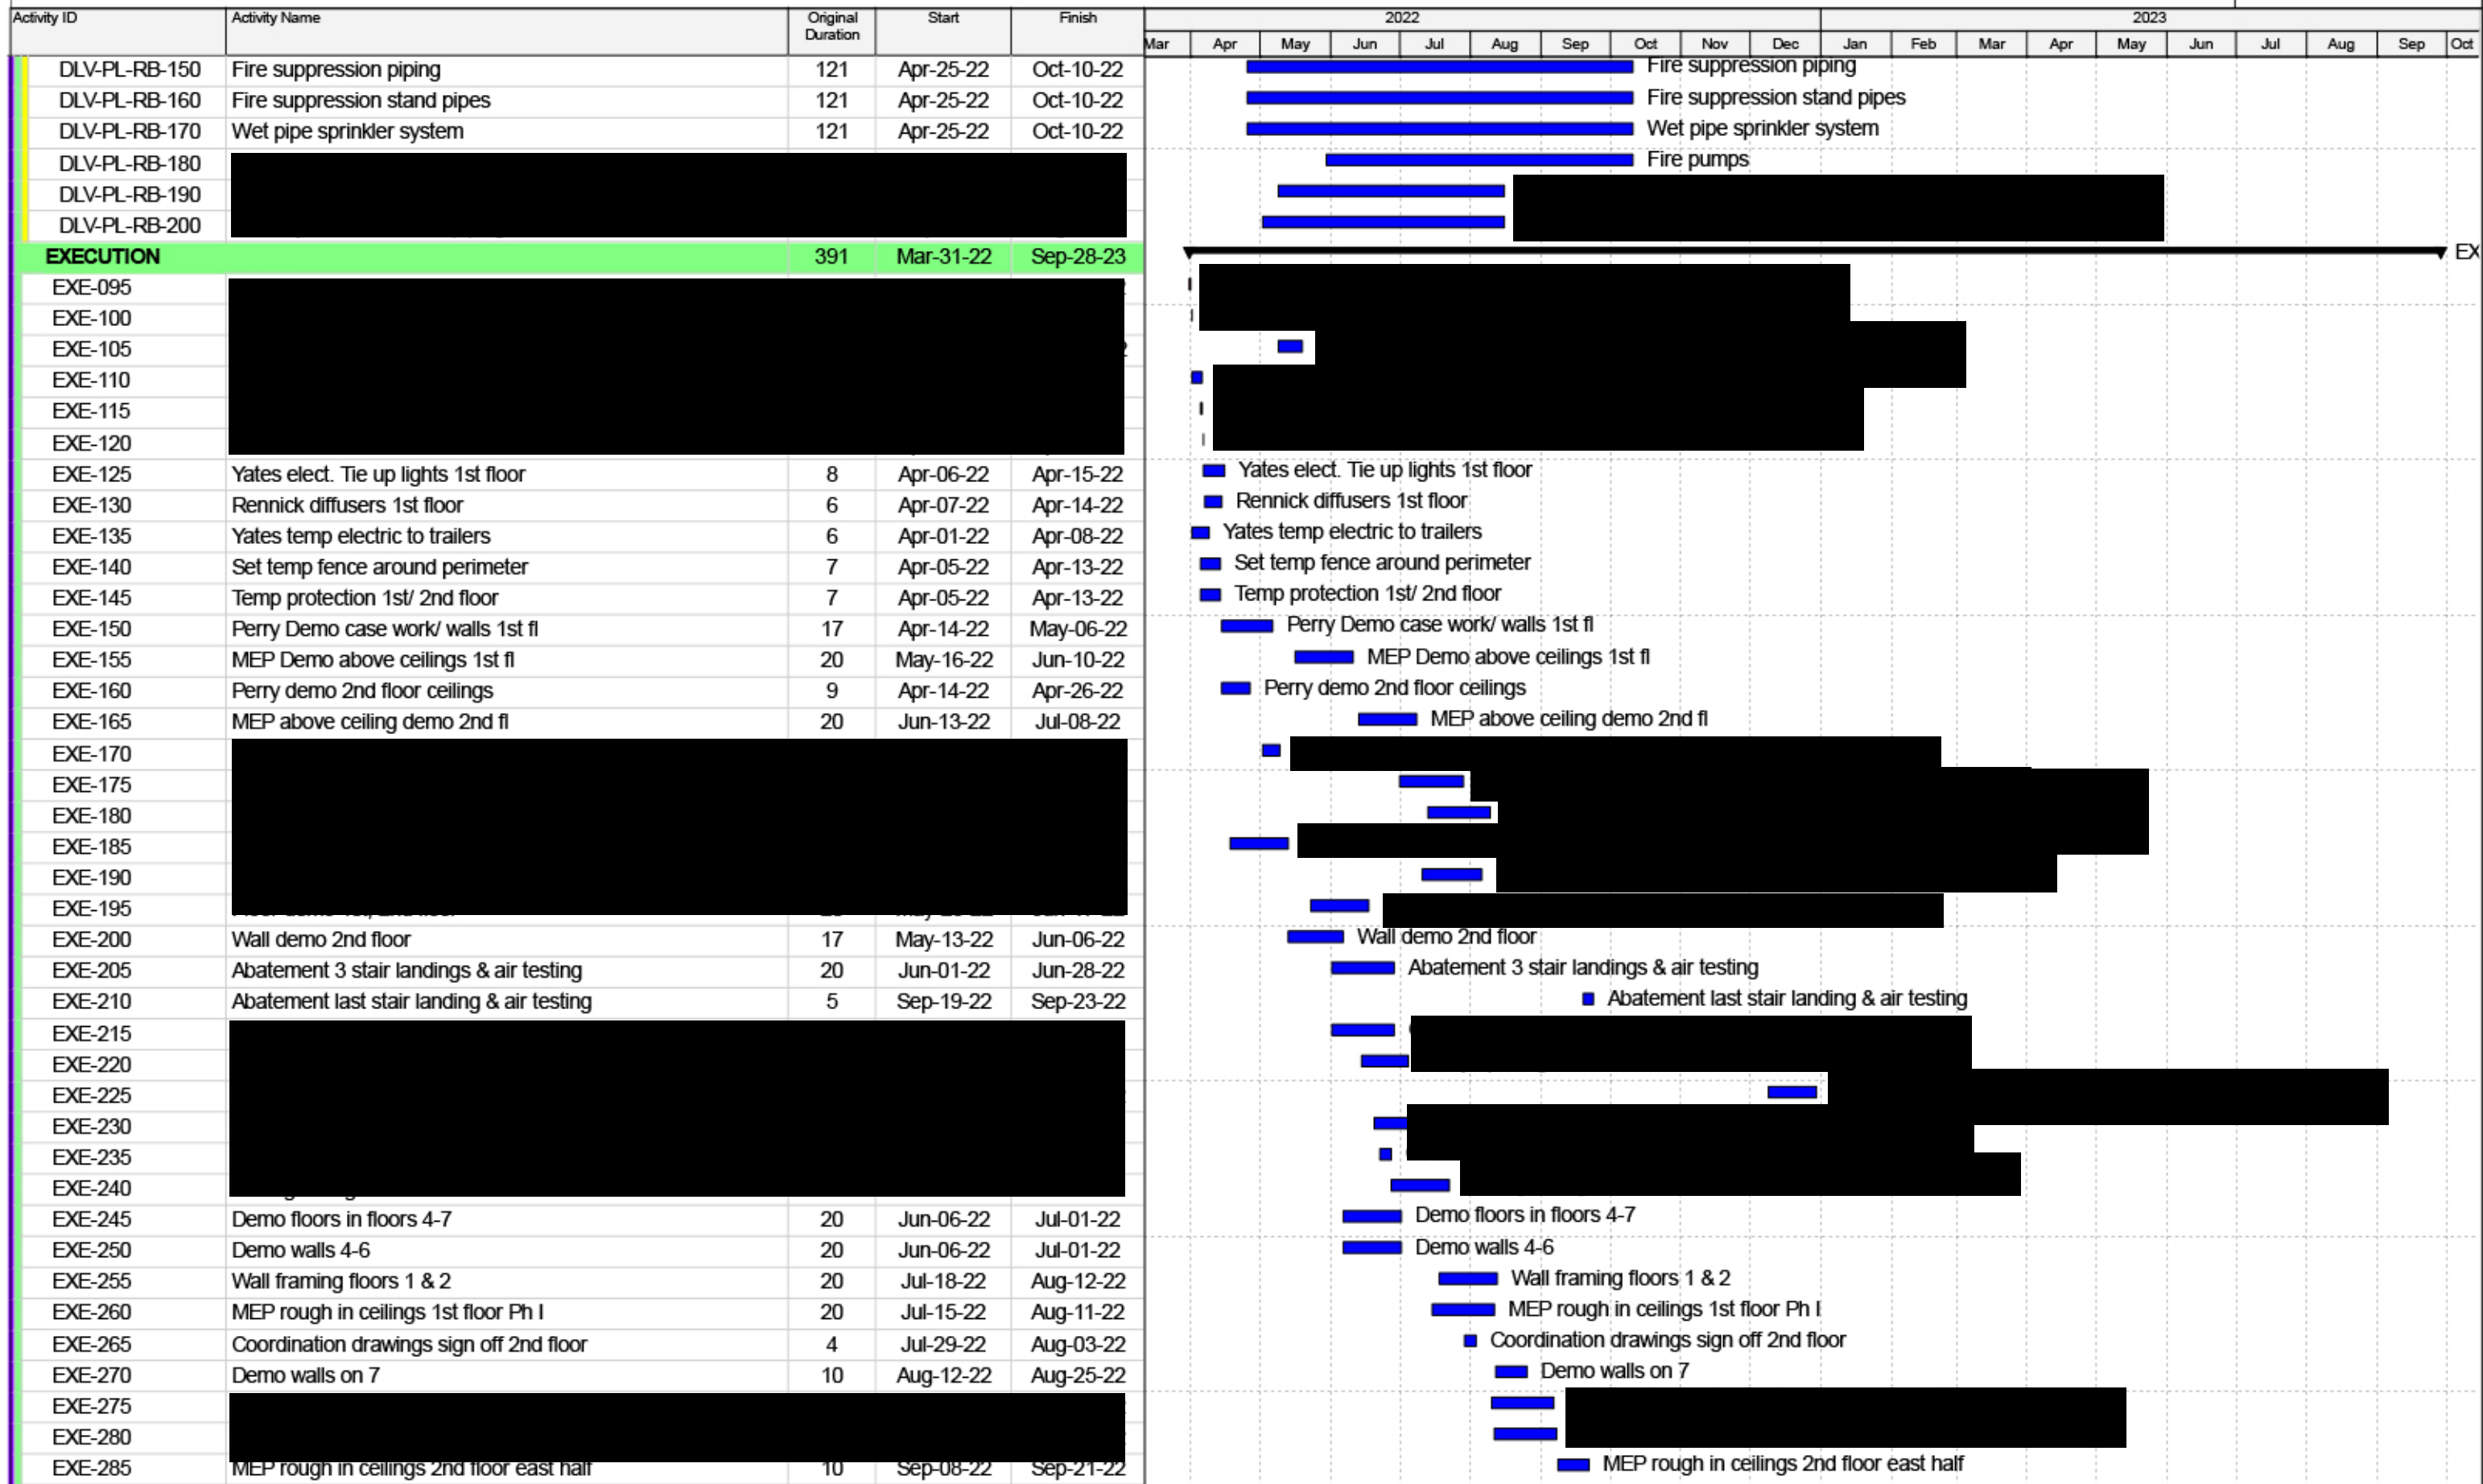 Activity ID Activity Name Original Duration Start Finish 2022 2023
Mar Apr May Jun Jul Aug Sep Oct Nov Dec Jan Feb Mar Apr May Jun Jul Aug Sep Oct
DLV-PL-RB-150 Fire suppression piping 121 Apr-25-22 Oct-10-22 Fire suppression piping
DLV-PL-RB-160 Fire suppression stand pipes 121 Apr-25-22 Oct-10-22 Fire suppression stand pipes
DLV-PL-RB-170 Wet pipe sprinkler system 121 Apr-25-22 Oct-10-22 Wet pipe sprinkler system
DLV-PL-RB-180 Fire pumps
DLV-PL-RB-190
DLV-PL-RB-200
EXECUTION 391 Mar-31-22 Sep-28-23 EX
EXE-095
EXE-100
EXE-105
EXE-110
EXE-115
EXE-120
EXE-125 Yates elect. Tie up lights 1st floor 8 Apr-06-22 Apr-15-22 Yates elect. Tie up lights 1st floor
EXE-130 Rennick diffusers 1st floor 6 Apr-07-22 Apr-14-22 Rennick diffusers 1st floor
EXE-135 Yates temp electric to trailers 6 Apr-01-22 Apr-08-22 Yates temp electric to trailers
EXE-140 Set temp fence around perimeter 7 Apr-05-22 Apr-13-22 Set temp fence around perimeter
EXE-145 Temp protection 1st/ 2nd floor 7 Apr-05-22 Apr-13-22 Temp protection 1st/ 2nd floor
EXE-150 Perry Demo case work/ walls 1st fl 17 Apr-14-22 May-06-22 Perry Demo case work/ walls 1st fl
EXE-155 MEP Demo above ceilings 1st fl 20 May-16-22 Jun-10-22 MEP Demo above ceilings 1st fl
EXE-160 Perry demo 2nd floor ceilings 9 Apr-14-22 Apr-26-22 Perry demo 2nd floor ceilings
EXE-165 MEP above ceiling demo 2nd fl 20 Jun-13-22 Jul-08-22 MEP above ceiling demo 2nd fl
EXE-170
EXE-175
EXE-180
EXE-185
EXE-190
EXE-195
EXE-200 Wall demo 2nd floor 17 May-13-22 Jun-06-22 Wall demo 2nd floor
EXE-205 Abatement 3 stair landings & air testing 20 Jun-01-22 Jun-28-22 Abatement 3 stair landings & air testing
EXE-210 Abatement last stair landing & air testing 5 Sep-19-22 Sep-23-22 Abatement last stair landing & air testing
EXE-215
EXE-220
EXE-225
EXE-230
EXE-235
EXE-240
EXE-245 Demo floors in floors 4-7 20 Jun-06-22 Jul-01-22 Demo floors in floors 4-7
EXE-250 Demo walls 4-6 20 Jun-06-22 Jul-01-22 Demo walls 4-6
EXE-255 Wall framing floors 1 & 2 20 Jul-18-22 Aug-12-22 Wall framing floors 1 & 2
EXE-260 MEP rough in ceilings 1st floor Ph I 20 Jul-15-22 Aug-11-22 MEP rough in ceilings 1st floor Ph I
EXE-265 Coordination drawings sign off 2nd floor 4 Jul-29-22 Aug-03-22 Coordination drawings sign off 2nd floor
EXE-270 Demo walls on 7 10 Aug-12-22 Aug-25-22 Demo walls on 7
EXE-275
EXE-280
EXE-285 MEP rough in ceilings 2nd floor east half 10 Sep-08-22 Sep-21-22 MEP rough in ceilings 2nd floor east half